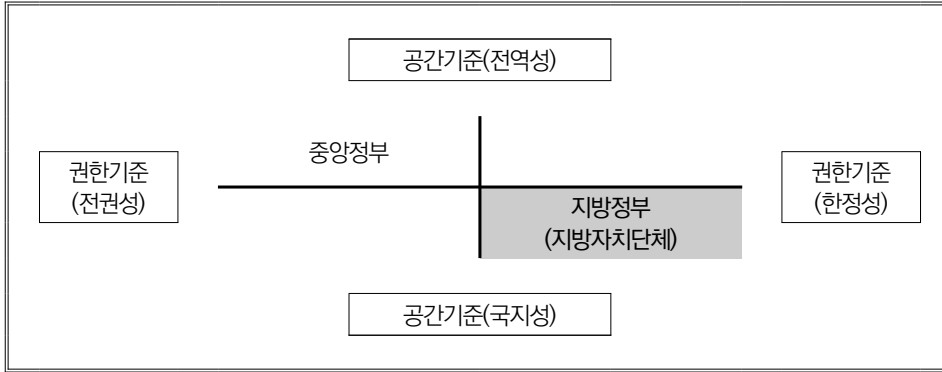 공간기준(전역성)
중앙정부
권한기준
(전권성)
권한기준
(한정성)
지방정부
(지방자치단체)
공간기준(국지성)